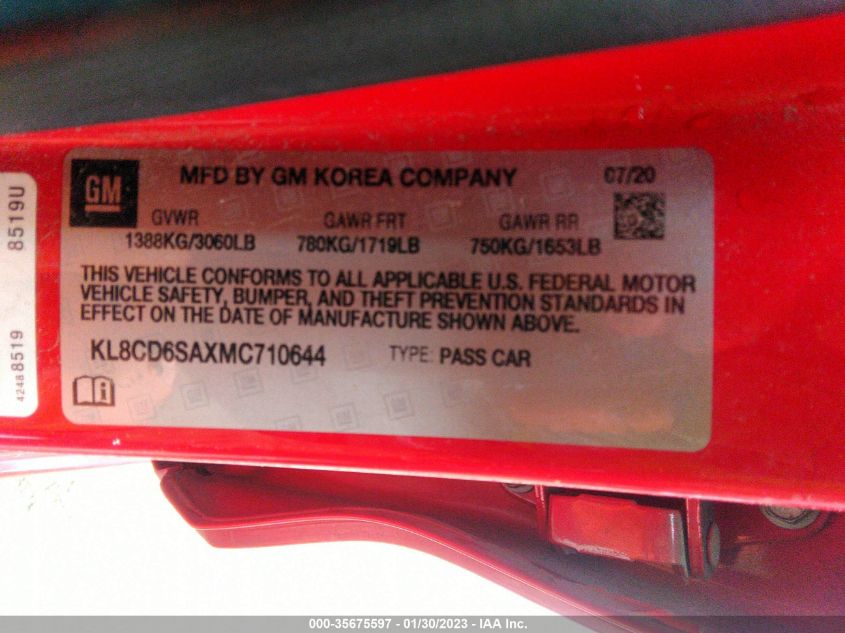 GM
MFD BY GM KOREA COMPANY 07/20
GVWR GAWR FRT GAWR RR
1388KG/3060LB 780KG/1719LB 750KG/1653LB
THIS VEHICLE CONFORMS TO ALL APPLICABLE U.S. FEDERAL MOTOR
VEHICLE SAFETY, BUMPER, AND THEFT PREVENTION STANDARDS IN
EFFECT ON THE DATE OF MANUFACTURE SHOWN ABOVE.
KL8CD6SAXMC710644 TYPE: PASS CAR
8519U
42488519
000-35675597 - 01/30/2023 - IAA Inc.